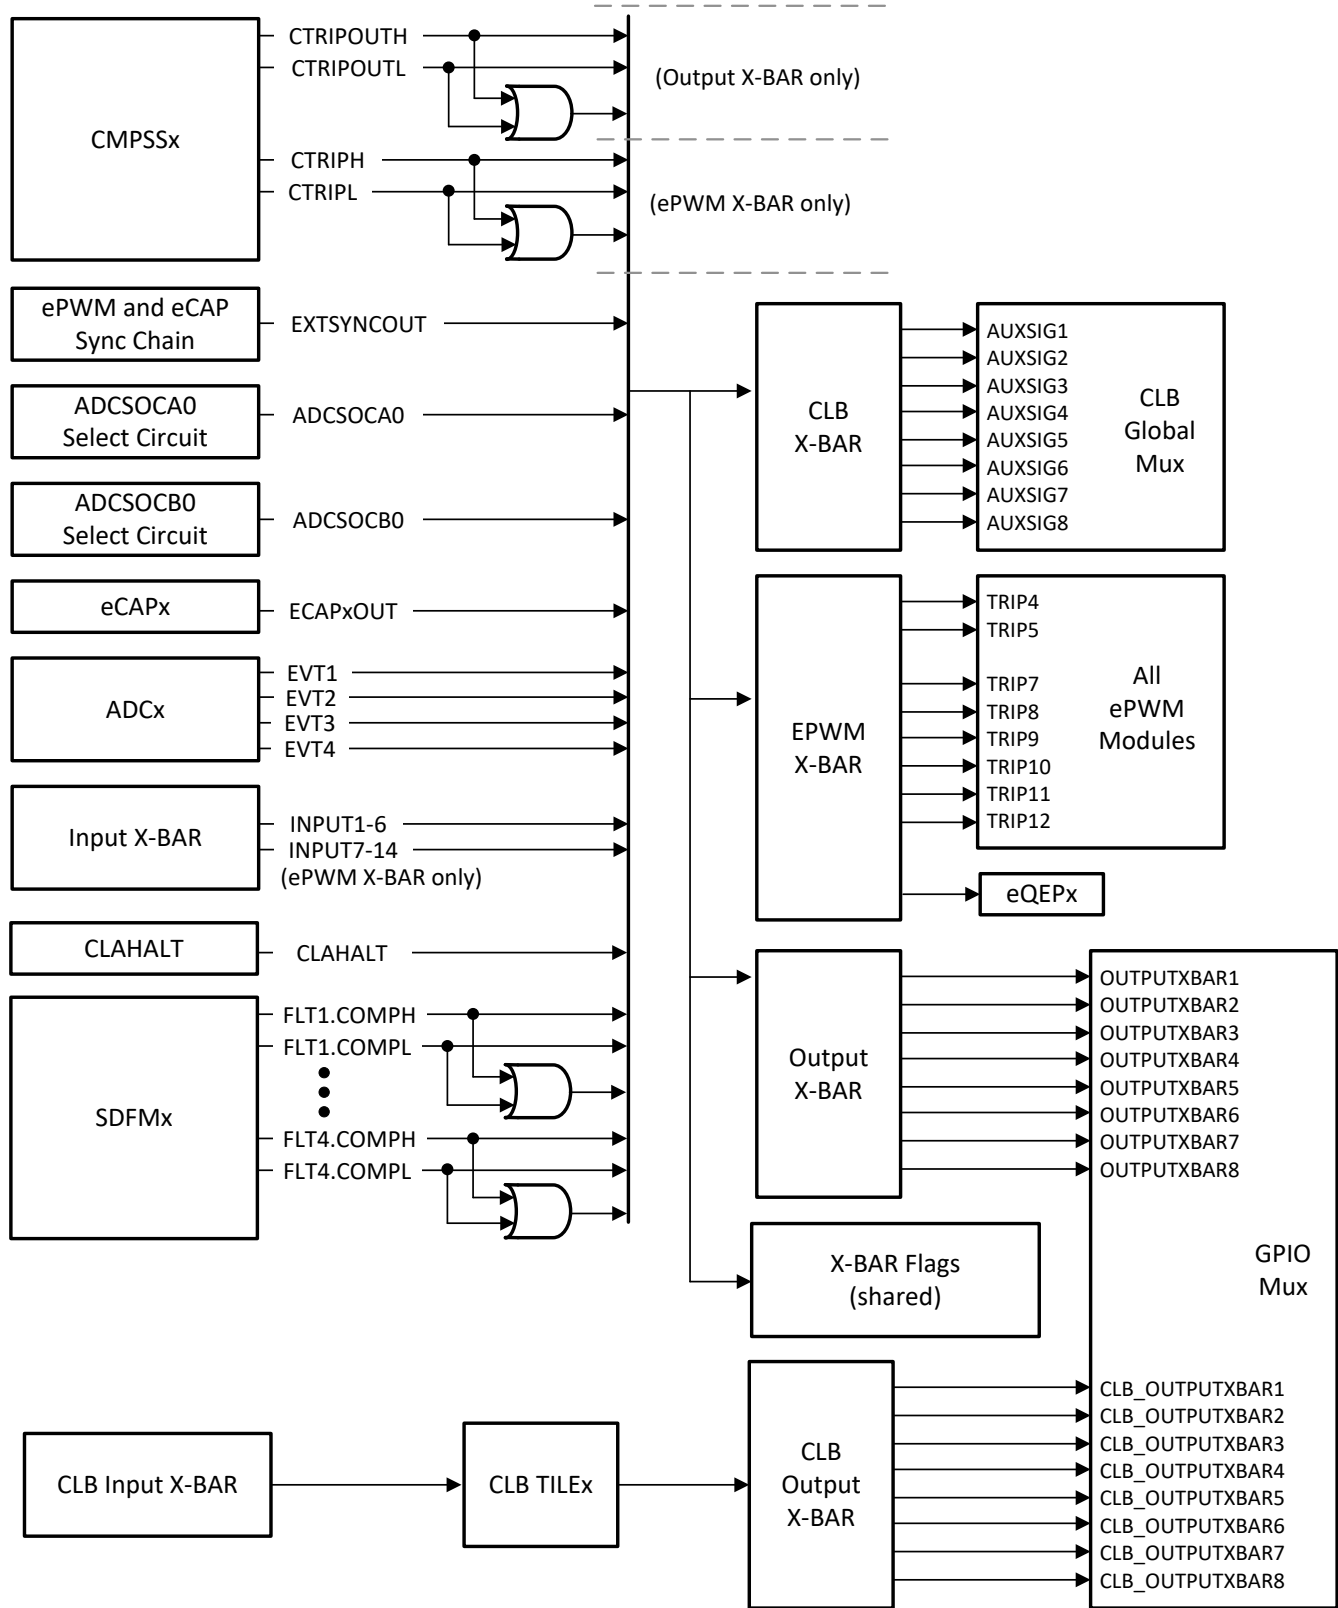 CTRIPOUTH
CTRIPOUTL
(Output X-BAR only)
CMPSSx
CTRIPH
CTRIPL
(ePWM X-BAR only)
ePWM and eCAP
Sync Chain
EXTSYNCOUT
ADCSOCA0
Select Circuit
ADCSOCA0
ADCSOCB0
Select Circuit
ADCSOCB0
eCAPx
ECAPxOUT
ADCx
EVT1
EVT2
EVT3
EVT4
Input X-BAR
INPUT1-6
INPUT7-14
(ePWM X-BAR only)
CLAHALT
CLAHALT
SDFMx
FLT1.COMPH
FLT1.COMPL
FLT4.COMPH
FLT4.COMPL
CLB
X-BAR
AUXSIG1
AUXSIG2
AUXSIG3
AUXSIG4
AUXSIG5
AUXSIG6
AUXSIG7
AUXSIG8
CLB
Global
Mux
EPWM
X-BAR
TRIP4
TRIP5
TRIP7
TRIP8
TRIP9
TRIP10
TRIP11
TRIP12
All
ePWM
Modules
eQEPx
Output
X-BAR
OUTPUTXBAR1
OUTPUTXBAR2
OUTPUTXBAR3
OUTPUTXBAR4
OUTPUTXBAR5
OUTPUTXBAR6
OUTPUTXBAR7
OUTPUTXBAR8
X-BAR Flags
(shared)
GPIO
Mux
CLB Input X-BAR
CLB TILEx
CLB
Output
X-BAR
CLB_OUTPUTXBAR1
CLB_OUTPUTXBAR2
CLB_OUTPUTXBAR3
CLB_OUTPUTXBAR4
CLB_OUTPUTXBAR5
CLB_OUTPUTXBAR6
CLB_OUTPUTXBAR7
CLB_OUTPUTXBAR8